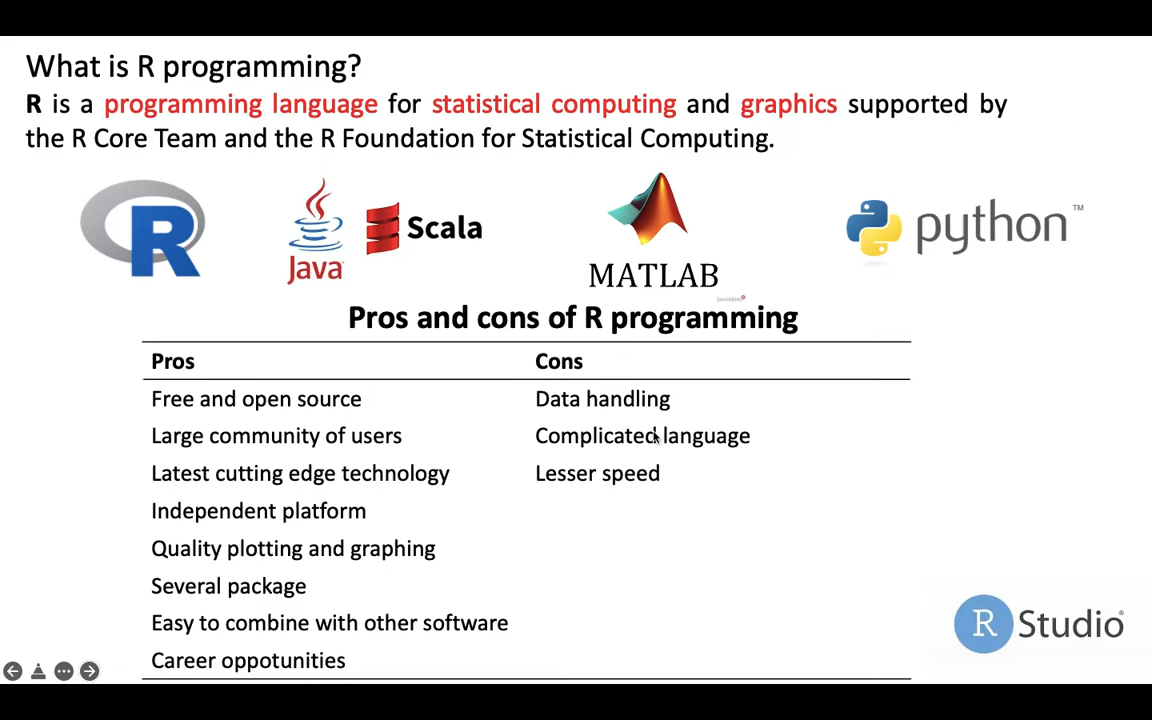 What is R programming?
R is a programming language for statistical computing and graphics supported by
the R Core Team and the R Foundation for Statistical Computing.
R
Java
Scala
MATLAB
python™
Pros and cons of R programming
Pros
Cons
Free and open source
Data handling
Large community of users
Complicated language
Latest cutting edge technology
Lesser speed
Independent platform
Quality plotting and graphing
Several package
Easy to combine with other software
Career oppotunities
R Studio®